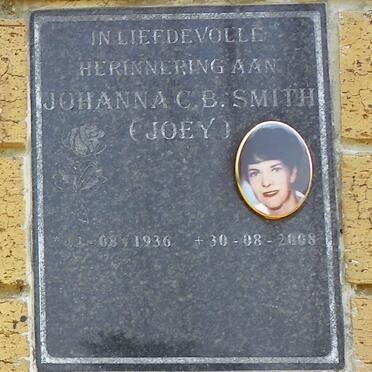 IN LIEFDEVOLLE
HERINNERING AAN
JOHANNA C.B. SMITH
(JOEY)
-08-1936 + 30-08-2008